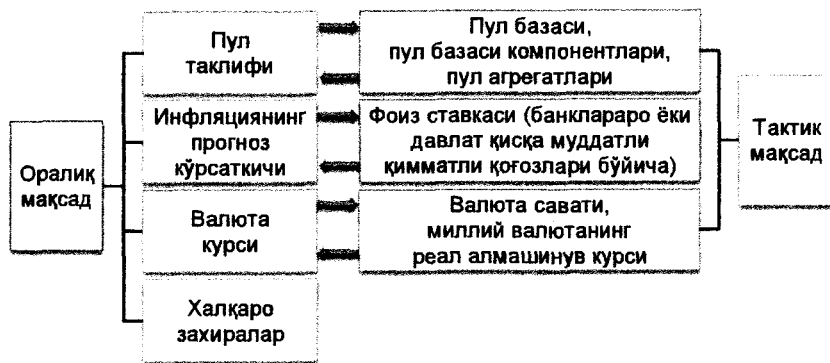 Оралиқ
мақсад
Пул
таклифи
Инфляциянинг
прогноз
кўрсаткичи
Валюта
курси
Халқаро
захиралар
Пул базаси,
пул базаси компонентлари,
пул агрегатлари
Фоиз ставкаси (банклараро ёки
давлат қисқа муддатли
қимматли қоғозлари бўйича)
Валюта савати,
миллий валютанинг
реал алмашинув курси
Тактик
мақсад